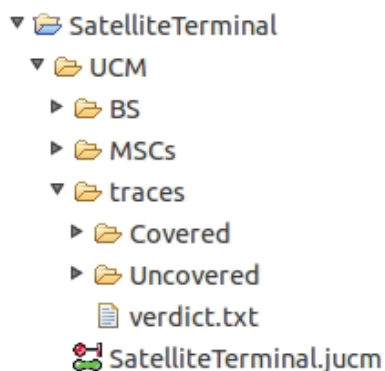 SatelliteTerminal
UCM
BS
MSCs
traces
Covered
Uncovered
verdict.txt
SatelliteTerminal.jucm